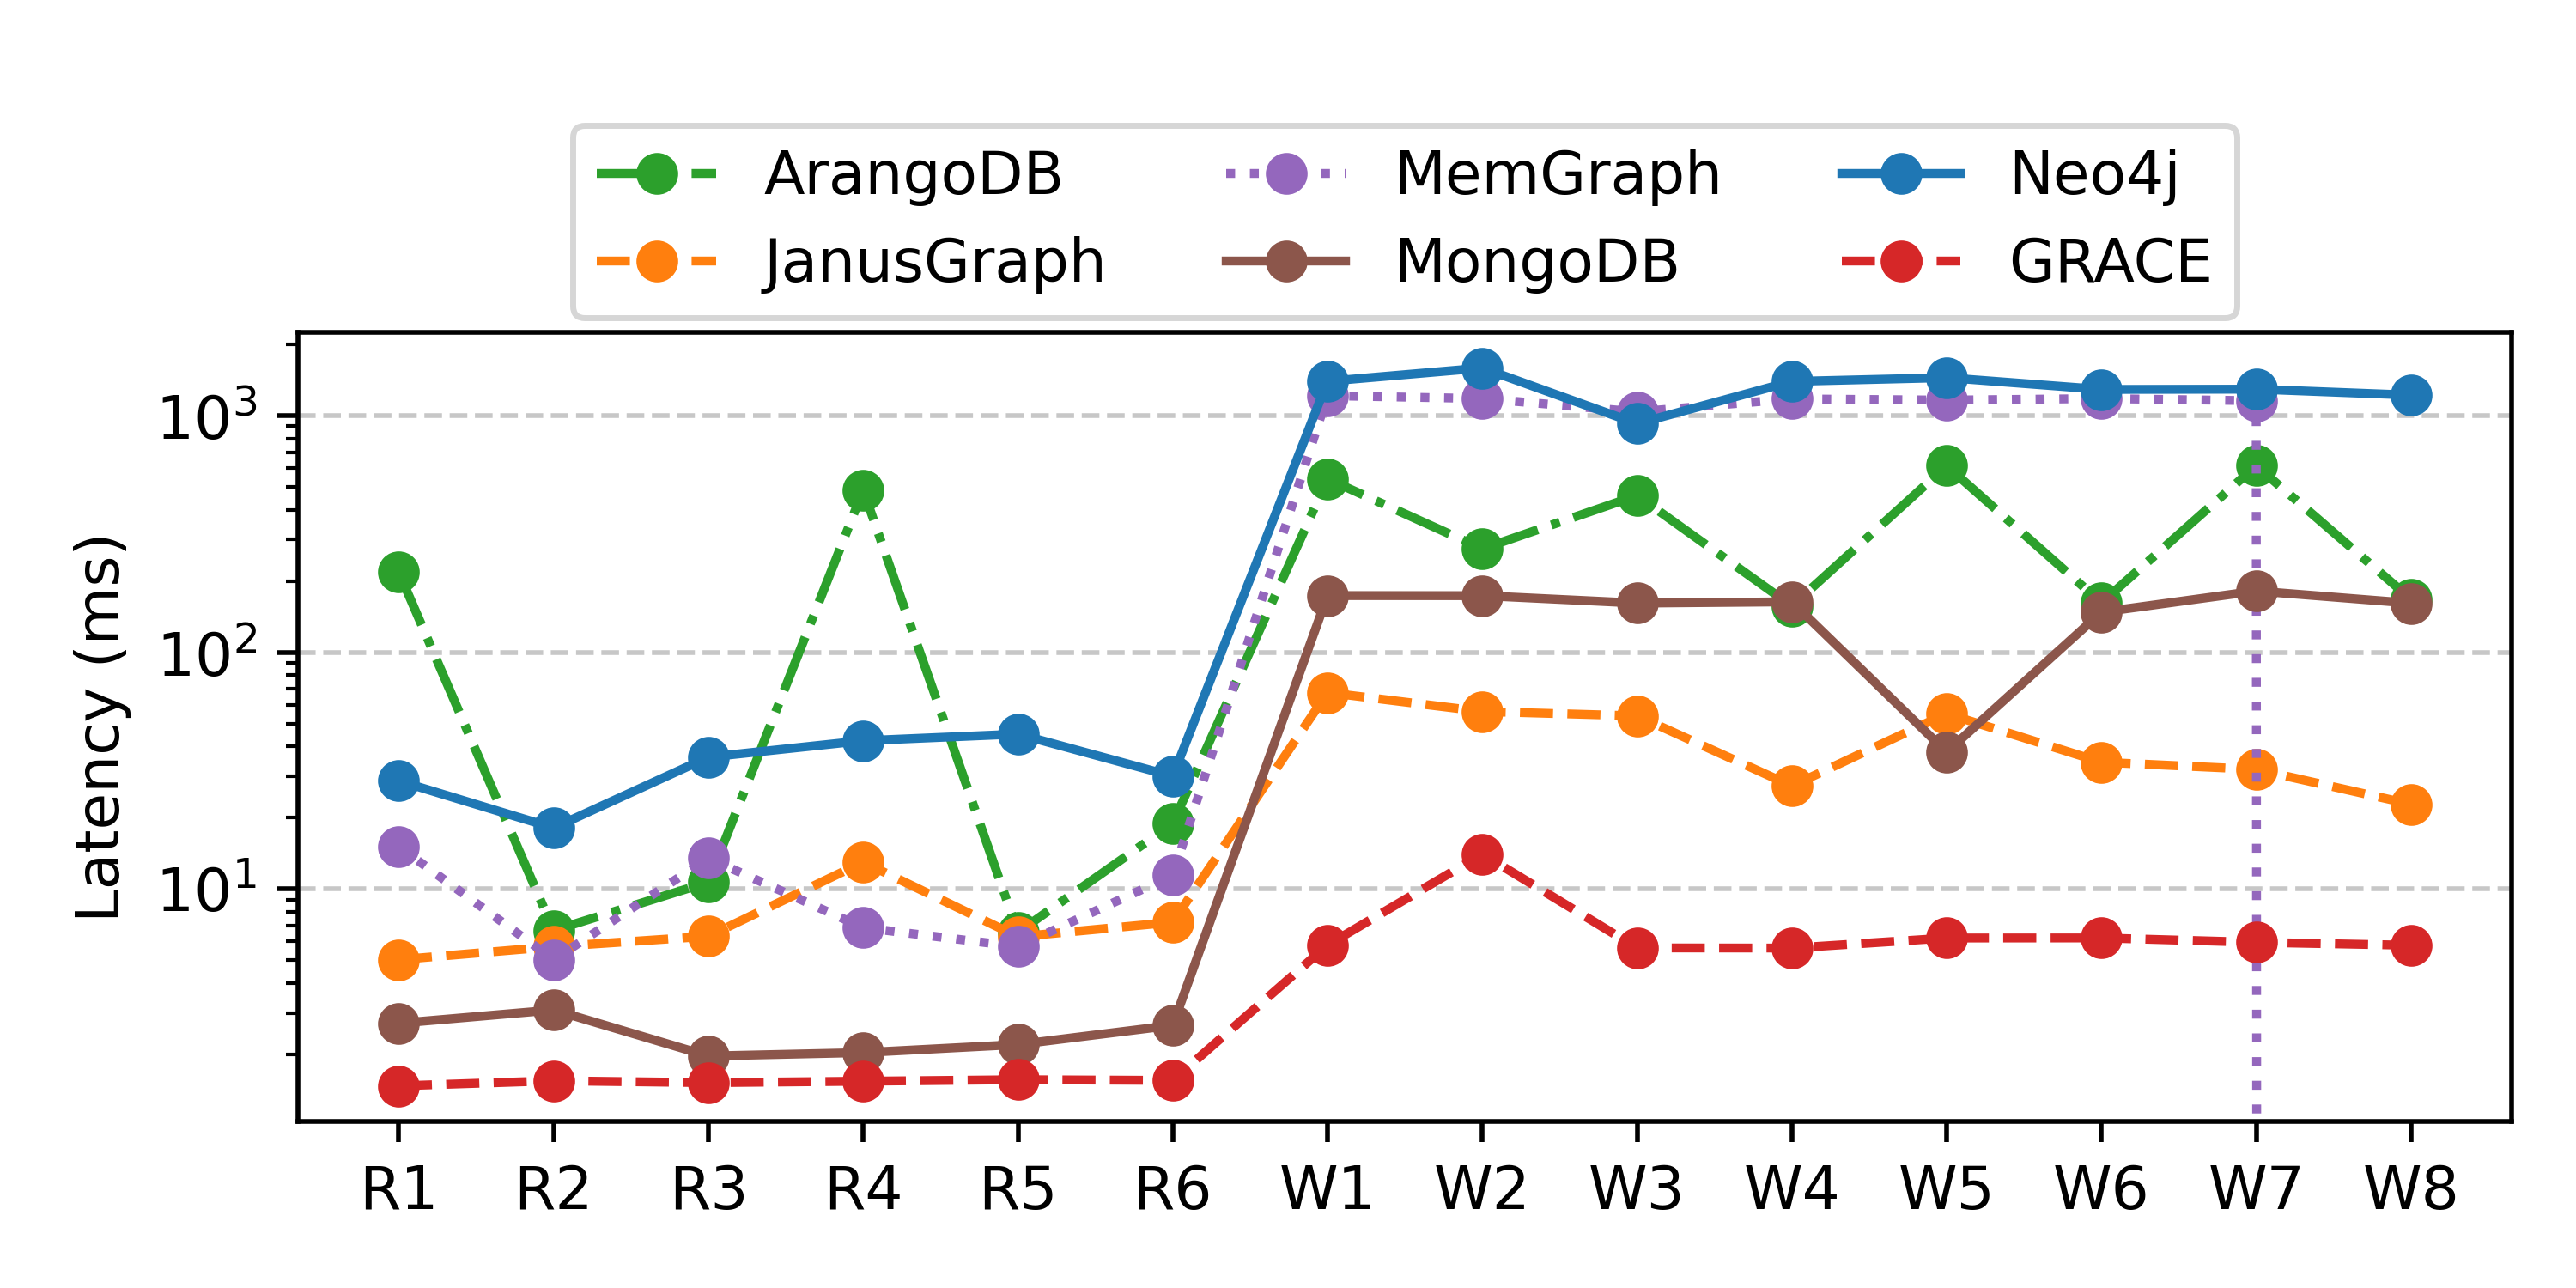 ArangoDB MemGraph Neo4j
JanusGraph MongoDB GRACE
Latency (ms)
10³
10²
10¹
R1 R2 R3 R4 R5 R6 W1 W2 W3 W4 W5 W6 W7 W8